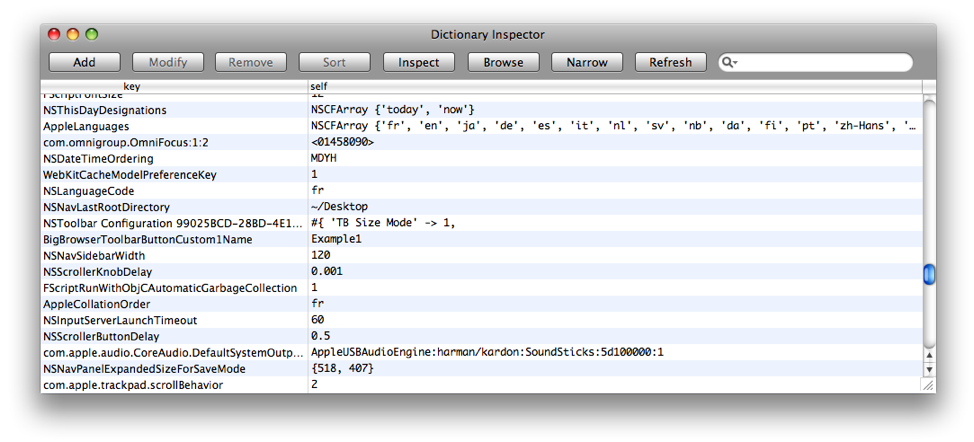 Dictionary Inspector
Add Modify Remove Sort Inspect Browse Narrow Refresh
key self
FScriptFontSize 12
NSThisDayDesignations NSCFArray {'today', 'now'}
AppleLanguages NSCFArray {'fr', 'en', 'ja', 'de', 'es', 'it', 'nl', 'sv', 'nb', 'da', 'fi', 'pt', 'zh-Hans', '...
com.omnigroup.OmniFocus:1:2 <01458090>
NSDateTimeOrdering MDYH
WebKitCacheModelPreferenceKey 1
NSLanguageCode fr
NSNavLastRootDirectory ~/Desktop
NSToolbar Configuration 99025BCD-28BD-4E1... #{ 'TB Size Mode' -> 1,
BigBrowserToolbarButtonCustom1Name Example1
NSNavSidebarWidth 120
NSScrollerKnobDelay 0.001
FScriptRunWithObjCAutomaticGarbageCollection 1
AppleCollationOrder fr
NSInputServerLaunchTimeout 60
NSScrollerButtonDelay 0.5
com.apple.audio.CoreAudio.DefaultSystemOutp... AppleUSBAudioEngine:harman/kardon:SoundSticks:5d100000:1
NSNavPanelExpandedSizeForSaveMode {518, 407}
com.apple.trackpad.scrollBehavior 2